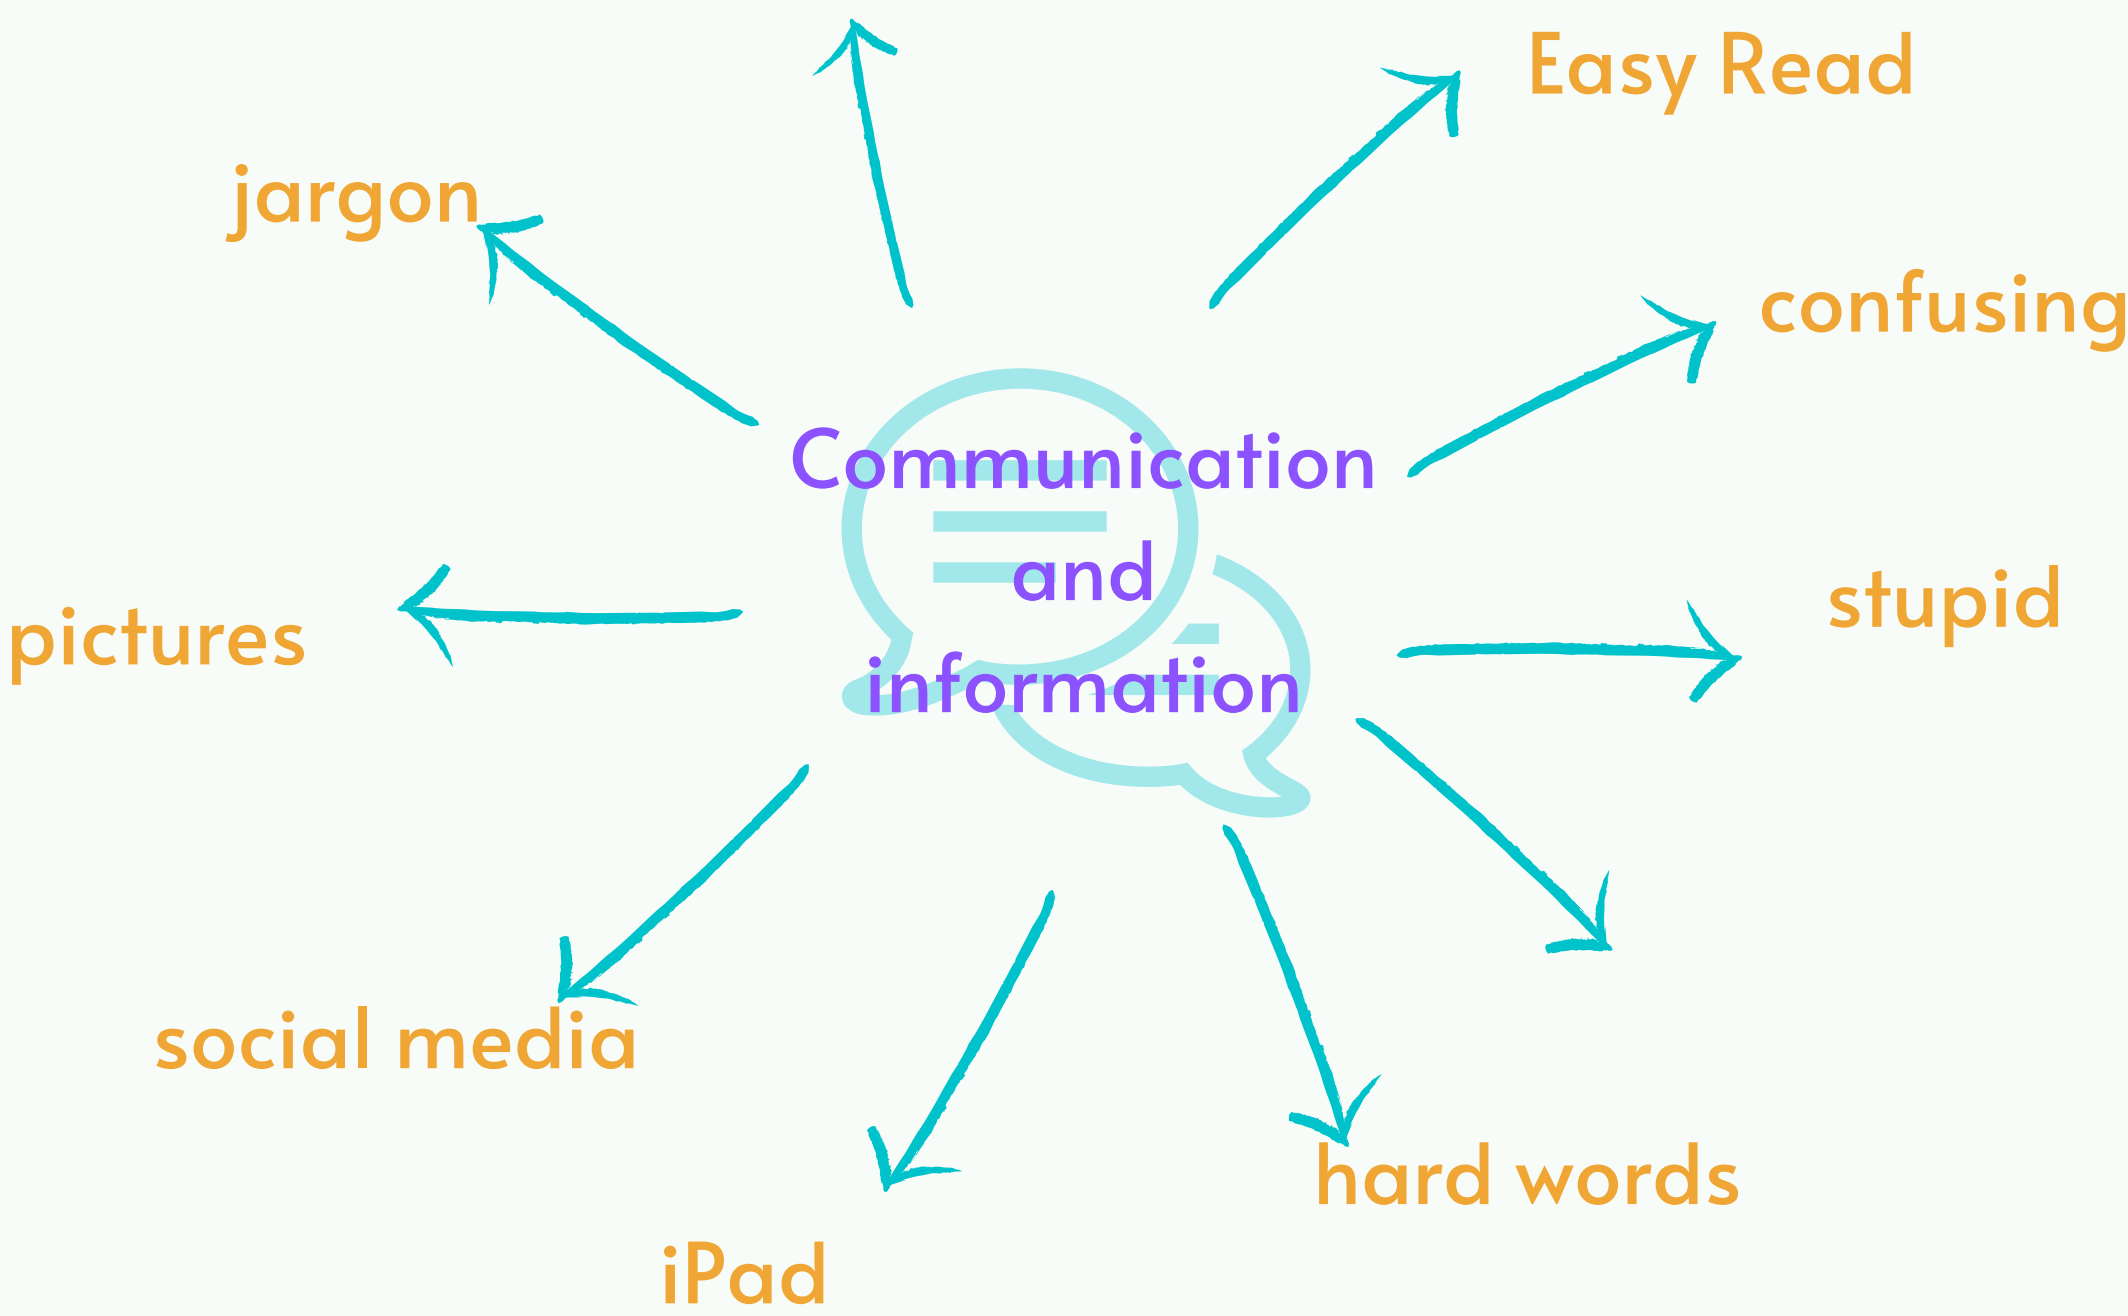 Easy Read
jargon
confusing
Communication
and
information
stupid
pictures
social media
hard words
iPad